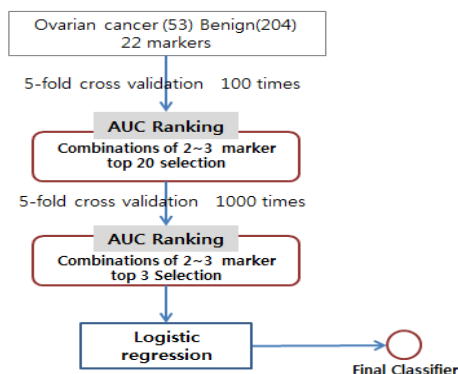 Ovarian cancer (53) Benign(204)
22 markers
5-fold cross validation 100 times
AUC Ranking
Combinations of 2~3 marker
top 20 selection
5-fold cross validation 1000 times
AUC Ranking
Combinations of 2~3 marker
top 3 Selection
Logistic
regression
Final Classifier